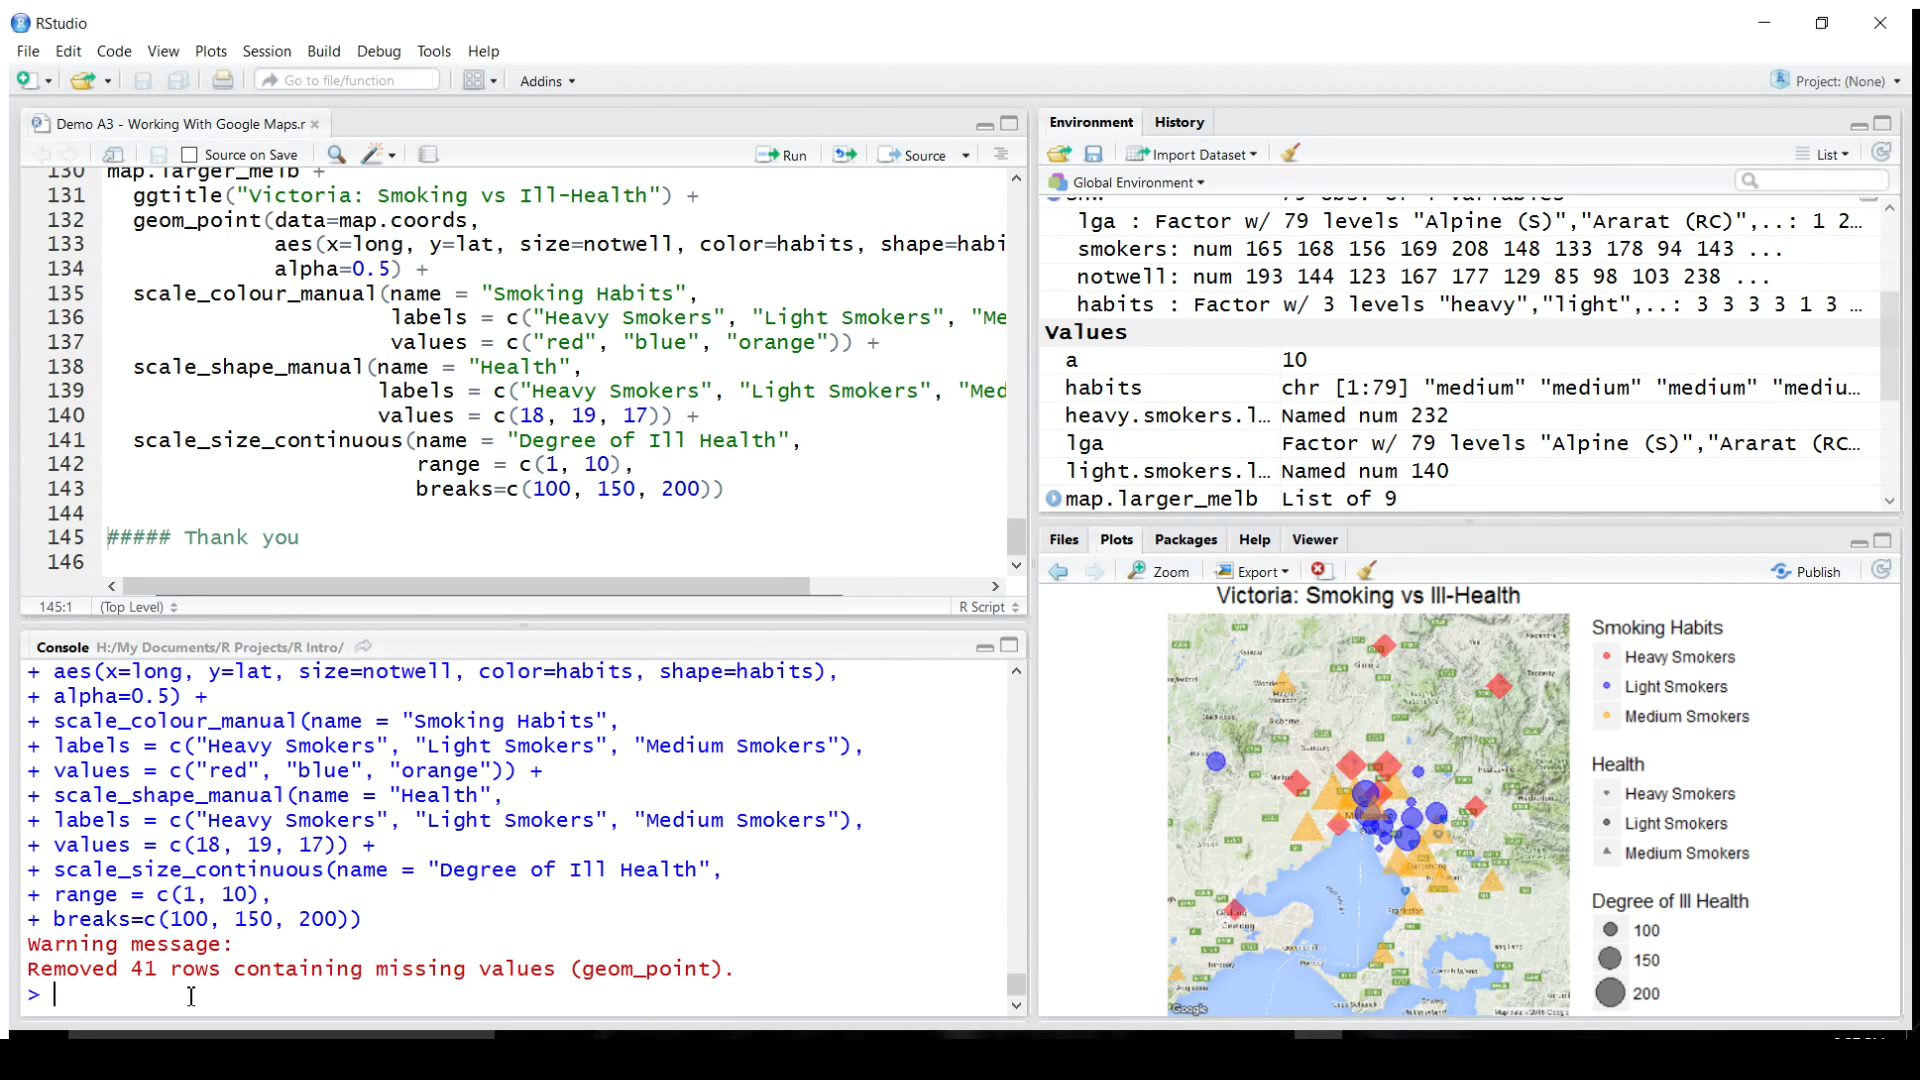 RStudio
File Edit Code View Plots Session Build Debug Tools Help
Go to file/function
Addins
Project: (None)
Demo A3 - Working With Google Maps.r
Source on Save
Run
Source
130 map.larger_melb +
131 ggtitle("Victoria: Smoking vs Ill-Health") +
132 geom_point(data=map.coords,
133 aes(x=long, y=lat, size=notwell, color=habits, shape=habi
134 alpha=0.5) +
135 scale_colour_manual(name = "Smoking Habits",
136 labels = c("Heavy Smokers", "Light Smokers", "Me
137 values = c("red", "blue", "orange")) +
138 scale_shape_manual(name = "Health",
139 labels = c("Heavy Smokers", "Light Smokers", "Med
140 values = c(18, 19, 17)) +
141 scale_size_continuous(name = "Degree of Ill Health",
142 range = c(1, 10),
143 breaks=c(100, 150, 200))
144
145 ##### Thank you
146
145:1 (Top Level) R Script
Console H:/My Documents/R Projects/R Intro/
+ aes(x=long, y=lat, size=notwell, color=habits, shape=habits),
+ alpha=0.5) +
+ scale_colour_manual(name = "Smoking Habits",
+ labels = c("Heavy Smokers", "Light Smokers", "Medium Smokers"),
+ values = c("red", "blue", "orange")) +
+ scale_shape_manual(name = "Health",
+ labels = c("Heavy Smokers", "Light Smokers", "Medium Smokers"),
+ values = c(18, 19, 17)) +
+ scale_size_continuous(name = "Degree of Ill Health",
+ range = c(1, 10),
+ breaks=c(100, 150, 200))
Warning message:
Removed 41 rows containing missing values (geom_point).
>
Environment History
Import Dataset
List
Global Environment
lga : Factor w/ 79 levels "Alpine (S)","Ararat (RC)",..: 1 2...
smokers: num 165 168 156 169 208 148 133 178 94 143 ...
notwell: num 193 144 123 167 177 129 85 98 103 238 ...
habits : Factor w/ 3 levels "heavy","light",..: 3 3 3 3 1 3 ...
Values
a 10
habits chr [1:79] "medium" "medium" "medium" "mediu...
heavy.smokers.l... Named num 232
lga Factor w/ 79 levels "Alpine (S)","Ararat (RC...
light.smokers.l... Named num 140
map.larger_melb List of 9
Files Plots Packages Help Viewer
Zoom Export Publish
Victoria: Smoking vs Ill-Health
Smoking Habits
Heavy Smokers
Light Smokers
Medium Smokers
Health
Heavy Smokers
Light Smokers
Medium Smokers
Degree of Ill Health
100
150
200
Google